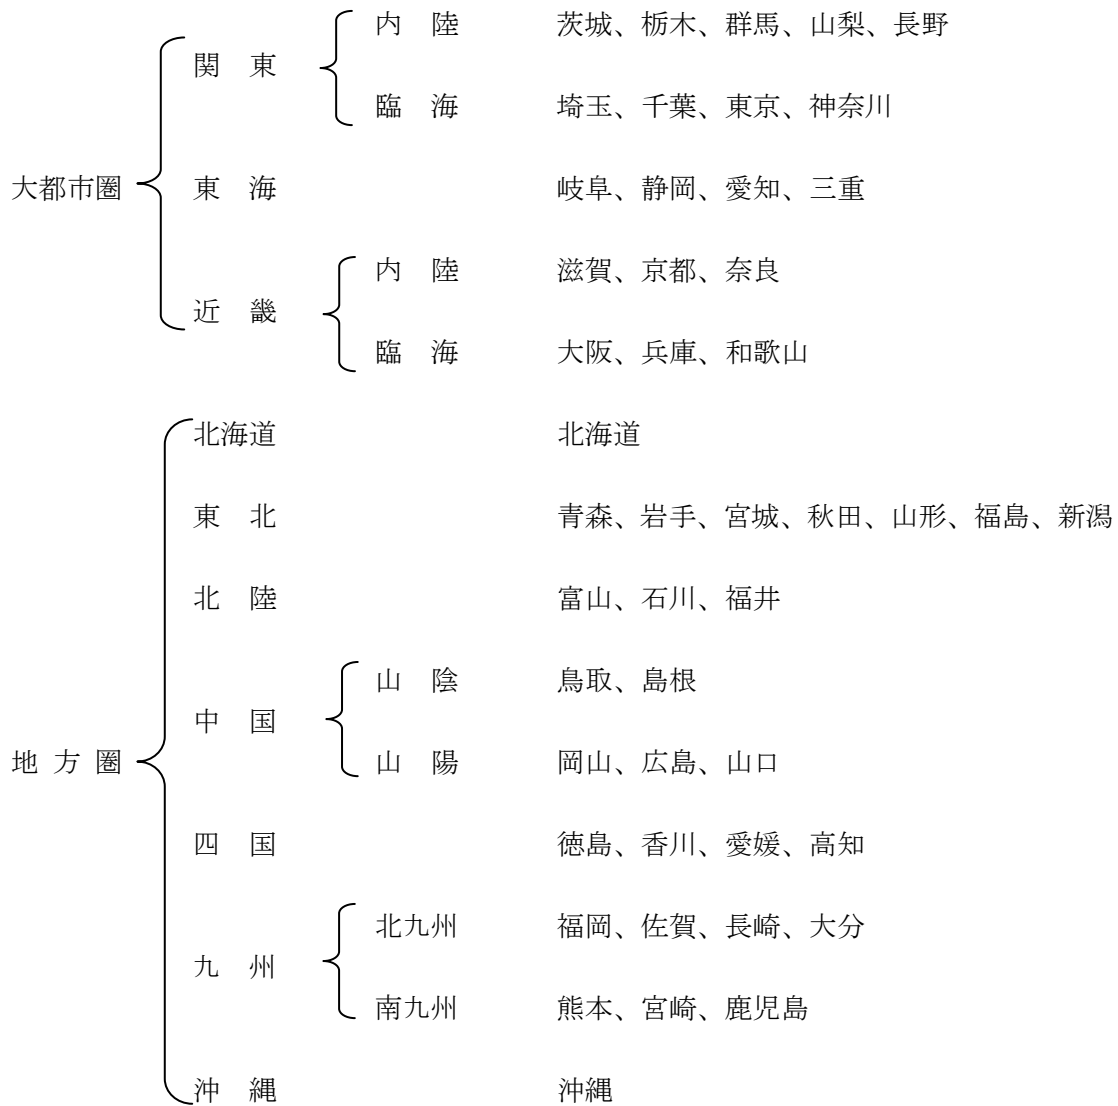 内　陸　茨城、栃木、群馬、山梨、長野
関　東
臨　海　埼玉、千葉、東京、神奈川
大都市圏　東　海　岐阜、静岡、愛知、三重
内　陸　滋賀、京都、奈良
近　畿
臨　海　大阪、兵庫、和歌山
北海道　北海道
東　北　青森、岩手、宮城、秋田、山形、福島、新潟
北　陸　富山、石川、福井
山　陰　鳥取、島根
中　国
地 方 圏　山　陽　岡山、広島、山口
四　国　徳島、香川、愛媛、高知
北九州　福岡、佐賀、長崎、大分
九　州
南九州　熊本、宮崎、鹿児島
沖　縄　沖縄